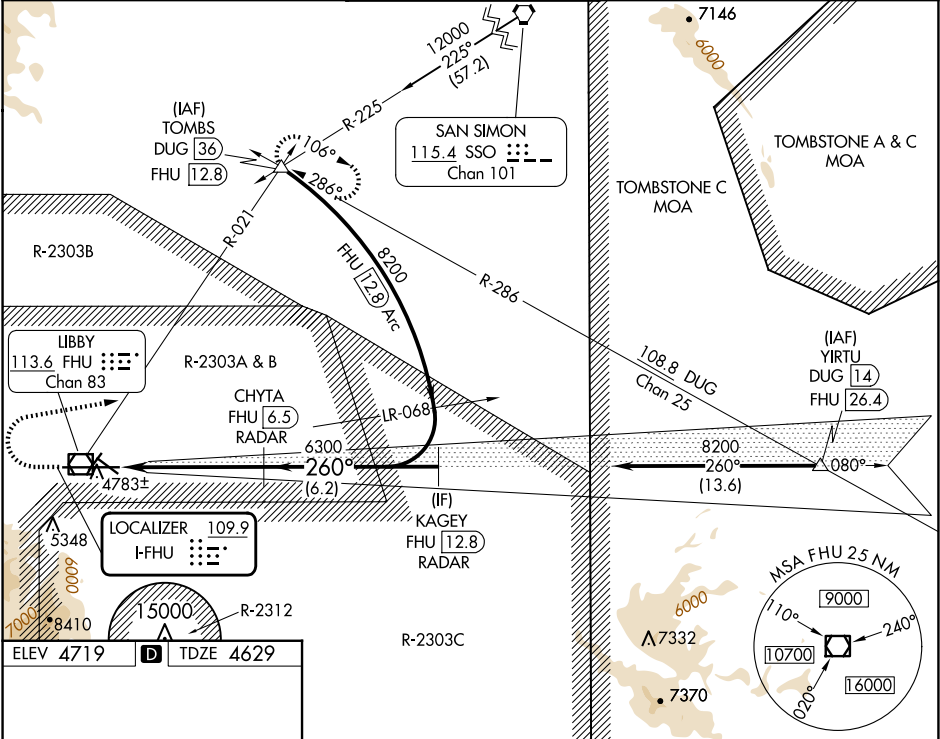 7146
6000
12000
225°
(57.2)
R-225
(IAF)
TOMBS
DUG 36
FHU 12.8
106°
286°
SAN SIMON
115.4 SSO
Chan 101
TOMBSTONE A & C
MOA
TOMBSTONE C
MOA
R-021
8200
FHU 12.8 Arc
R-286
R-2303B
LIBBY
113.6 FHU
Chan 83
R-2303A & B
CHYTA
FHU 6.5
RADAR
LR-068
108.8 DUG
Chan 25
(IAF)
YIRTU
DUG 14
FHU 26.4
6300
260°
(6.2)
8200
260°
(13.6)
080°
4783±
(IF)
KAGEY
FHU 12.8
RADAR
LOCALIZER 109.9
I-FHU
5348
6000
7000
8410
15000
R-2312
R-2303C
6000
7332
7370
MSA FHU 25 NM
9000
110°
240°
10700
16000
020°
ELEV 4719
D
TDZE 4629